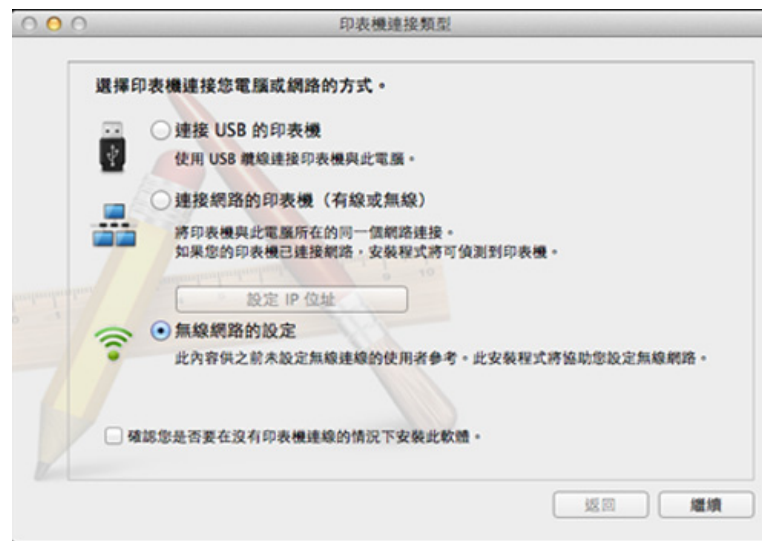 印表機連接類型
選擇印表機連接您電腦或網路的方式。
連接 USB 的印表機
使用 USB 纜線連接印表機與此電腦。
連接網路的印表機（有線或無線）
將印表機與此電腦所在的同一個網路連接。
如果您的印表機已連接網路，安裝程式將可偵測到印表機。
設定 IP 位址
無線網路的設定
此內容供之前未設定無線連線的使用者參考。此安裝程式將協助您設定無線網路。
確認您是否要在沒有印表機連線的情況下安裝此軟體。
返回
繼續